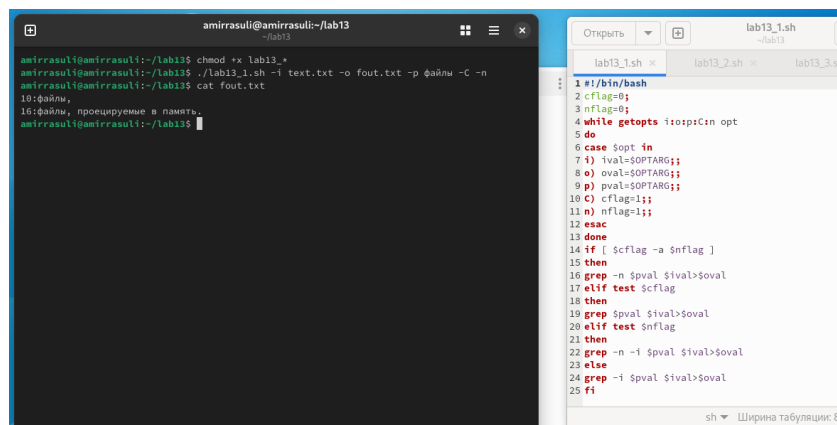 amirrasuli@amirrasuli:~/lab13
~/lab13
amirrasuli@amirrasuli:~/lab13$ chmod +x lab13_*
amirrasuli@amirrasuli:~/lab13$ ./lab13_1.sh -i text.txt -o fout.txt -p файлы -C -n
amirrasuli@amirrasuli:~/lab13$ cat fout.txt
10:файлы,
16:файлы, проецируемые в память.
amirrasuli@amirrasuli:~/lab13$
Открыть
lab13_1.sh
~/lab13
lab13_1.sh × lab13_2.sh × lab13_3.s
1 #!/bin/bash
2 cflag=0;
3 nflag=0;
4 while getopts i:o:p:C:n opt
5 do
6 case $opt in
7 i) ival=$OPTARG;;
8 o) oval=$OPTARG;;
9 p) pval=$OPTARG;;
10 C) cflag=1;;
11 n) nflag=1;;
12 esac
13 done
14 if [ $cflag -a $nflag ]
15 then
16 grep -n $pval $ival>$oval
17 elif test $cflag
18 then
19 grep $pval $ival>$oval
20 elif test $nflag
21 then
22 grep -n -i $pval $ival>$oval
23 else
24 grep -i $pval $ival>$oval
25 fi
sh Ширина табуляции: 8